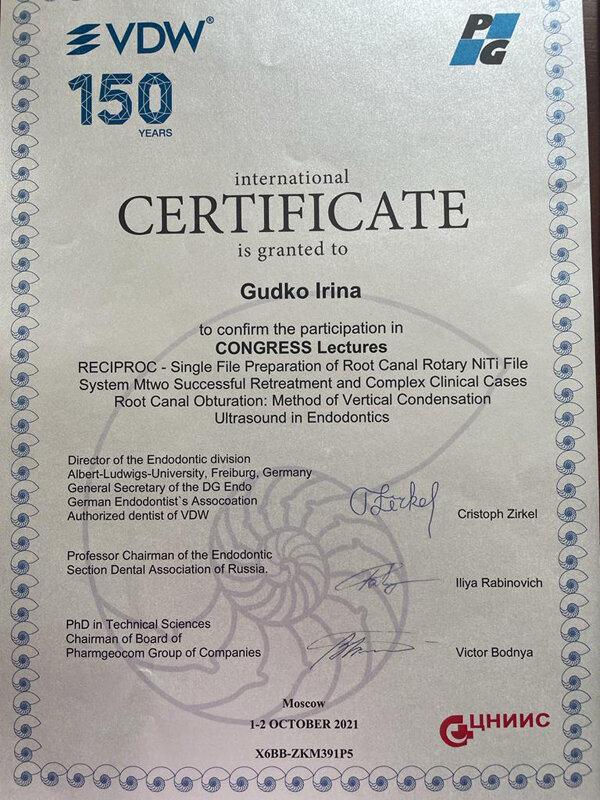 VDW®
PG
150
YEARS
international
CERTIFICATE
is granted to
Gudko Irina
to confirm the participation in
CONGRESS Lectures
RECIPROC - Single File Preparation of Root Canal Rotary NiTi File
System Mtwo Successful Retreatment and Complex Clinical Cases
Root Canal Obturation: Method of Vertical Condensation
Ultrasound in Endodontics
Director of the Endodontic division
Albert-Ludwigs-University, Freiburg, Germany
General Secretary of the DG Endo
German Endodontist`s Assocoation
Authorized dentist of VDW
Cristoph Zirkel
Professor Chairman of the Endodontic
Section Dental Association of Russia.
Iliya Rabinovich
PhD in Technical Sciences
Chairman of Board of
Pharmgeocom Group of Companies
Victor Bodnya
Moscow
1-2 OCTOBER 2021
X6BB-ZKM391P5
ЦНИИС